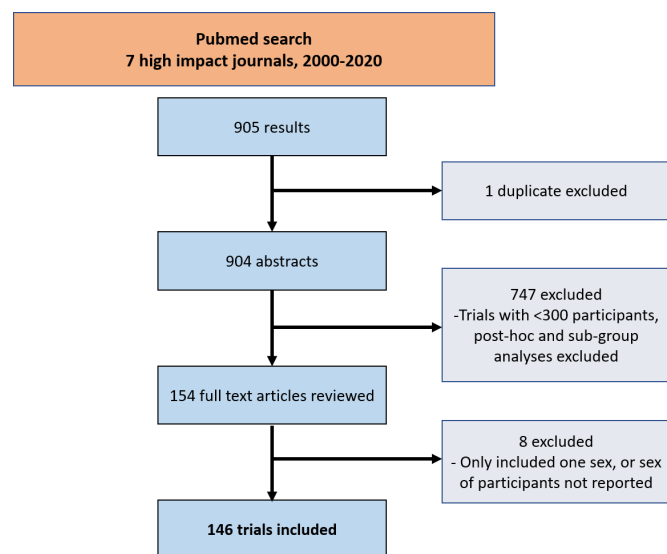 Pubmed search
7 high impact journals, 2000-2020
905 results
1 duplicate excluded
904 abstracts
747 excluded
-Trials with <300 participants,
post-hoc and sub-group
analyses excluded
154 full text articles reviewed
8 excluded
- Only included one sex, or sex
of participants not reported
146 trials included